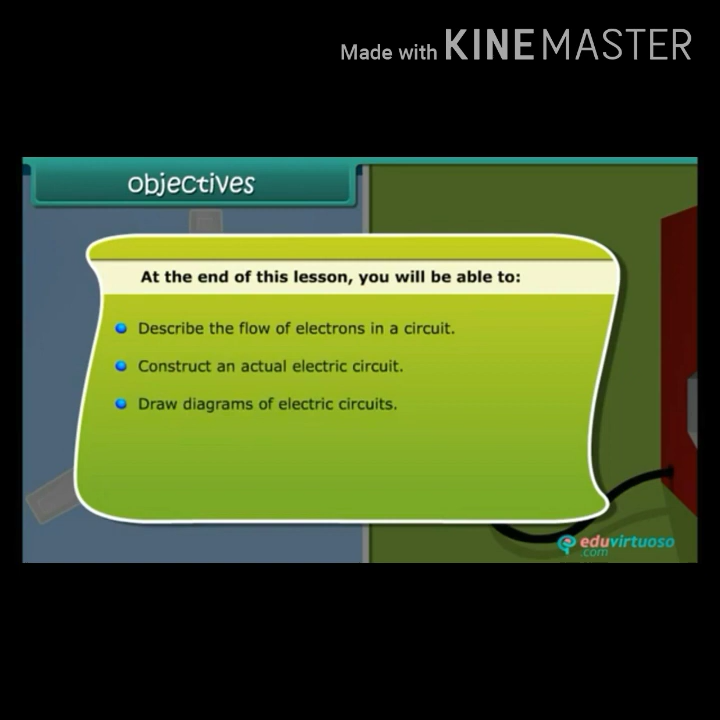 Made with KINEMASTER
objectives
At the end of this lesson, you will be able to:
Describe the flow of electrons in a circuit.
Construct an actual electric circuit.
Draw diagrams of electric circuits.
eduvirtuoso
.com